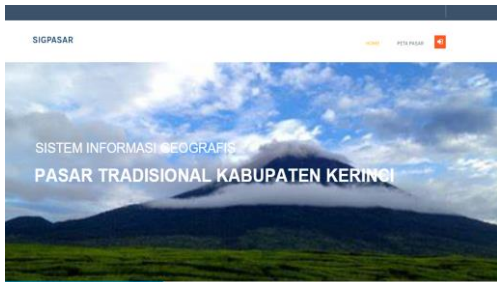 SIGPASAR
HOME PETA PASAR
SISTEM INFORMASI GEOGRAFIS
PASAR TRADISIONAL KABUPATEN KERINCI